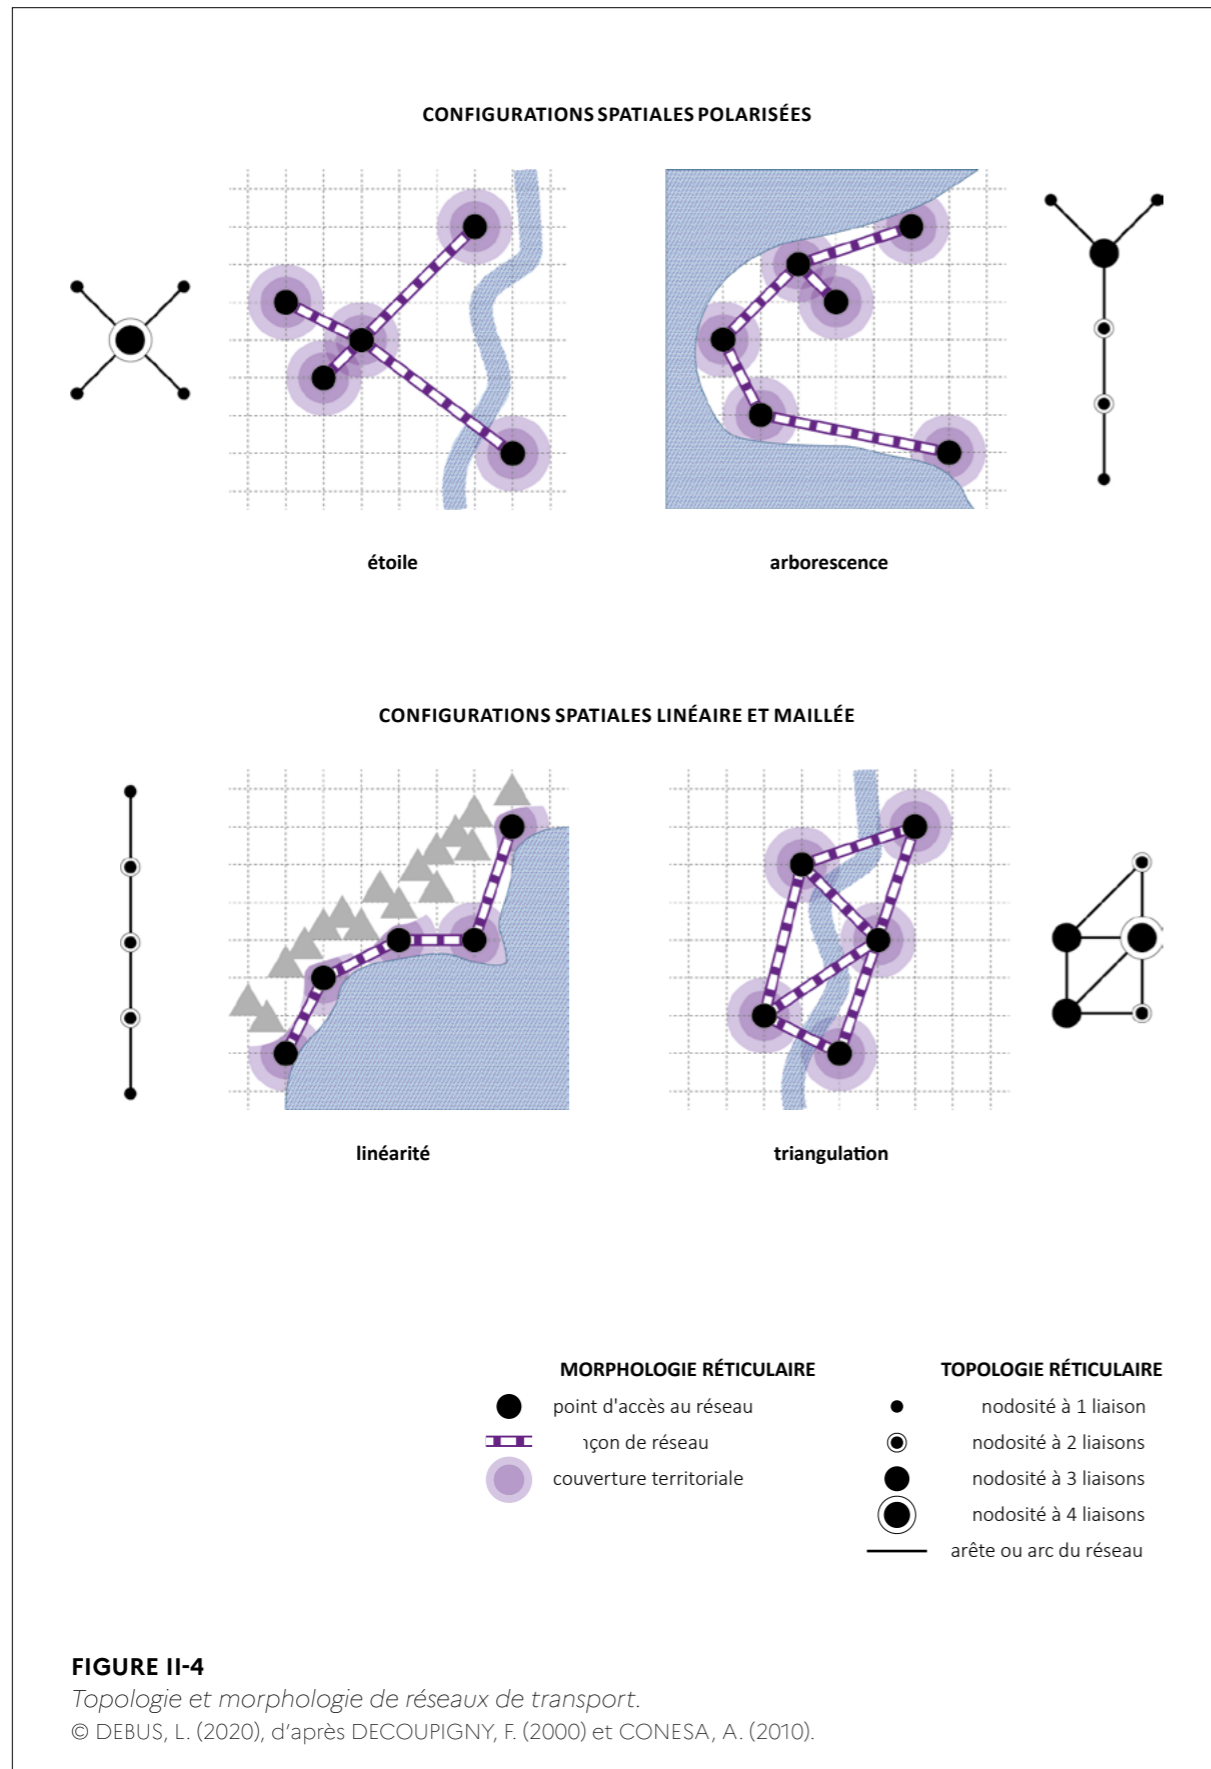 CONFIGURATIONS SPATIALES POLARISÉES
étoile
arborescence
CONFIGURATIONS SPATIALES LINÉAIRE ET MAILLÉE
linéarité
triangulation
MORPHOLOGIE RÉTICULAIRE
point d'accès au réseau
de réseau
couverture territoriale
TOPOLOGIE RÉTICULAIRE
nodosité à 1 liaison
nodosité à 2 liaisons
nodosité à 3 liaisons
nodosité à 4 liaisons
arête ou arc du réseau
FIGURE II-4
Topologie et morphologie de réseaux de transport.
© DEBUS, L. (2020), d'après DECOUPIGNY, F. (2000) et CONESA, A. (2010).